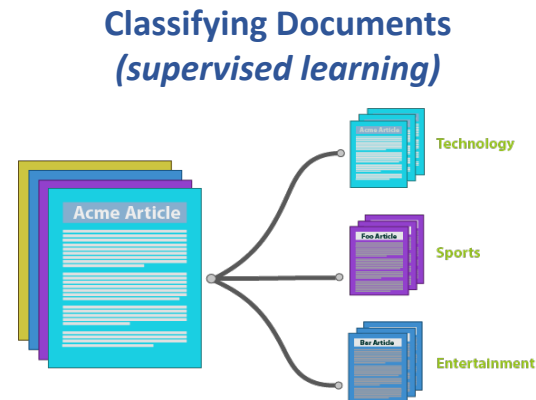 Classifying Documents
(supervised learning)
Acme Article
Acme Article
Technology
Foo Article
Sports
Bar Article
Entertainment